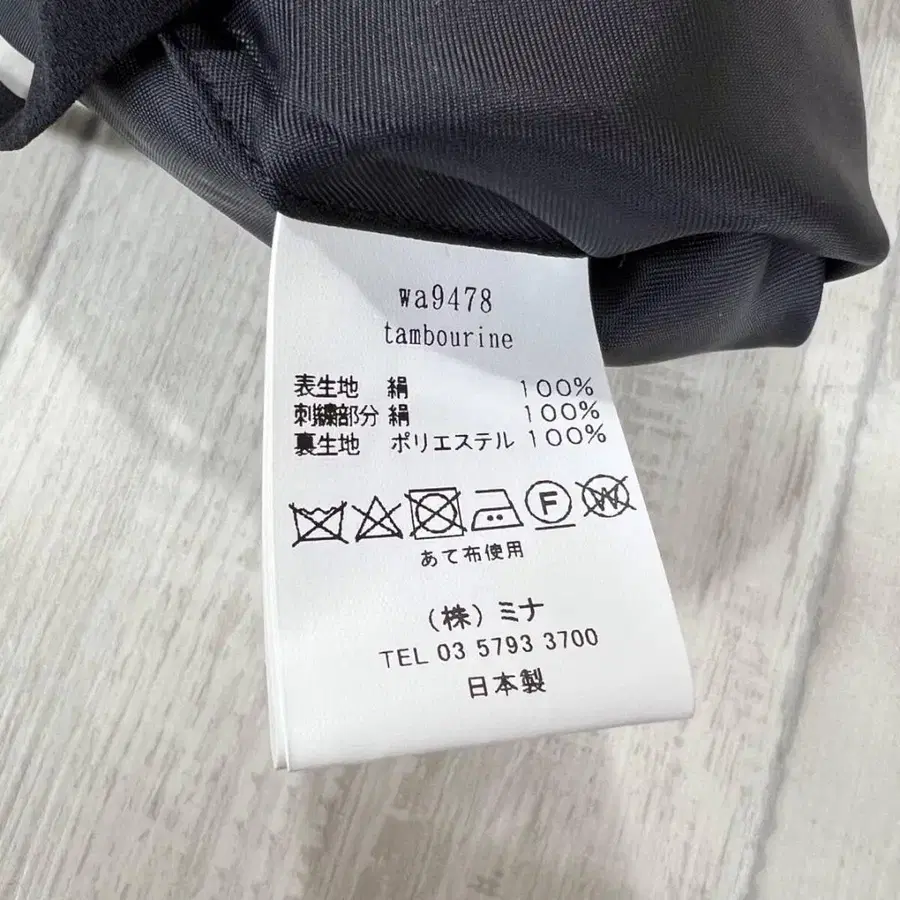 wa9478
tambourine
表生地 絹 100%
刺繍部分 絹 100%
裏生地 ポリエステル 100%
F W
あて布使用
(株)ミナ
TEL 03 5793 3700
日本製